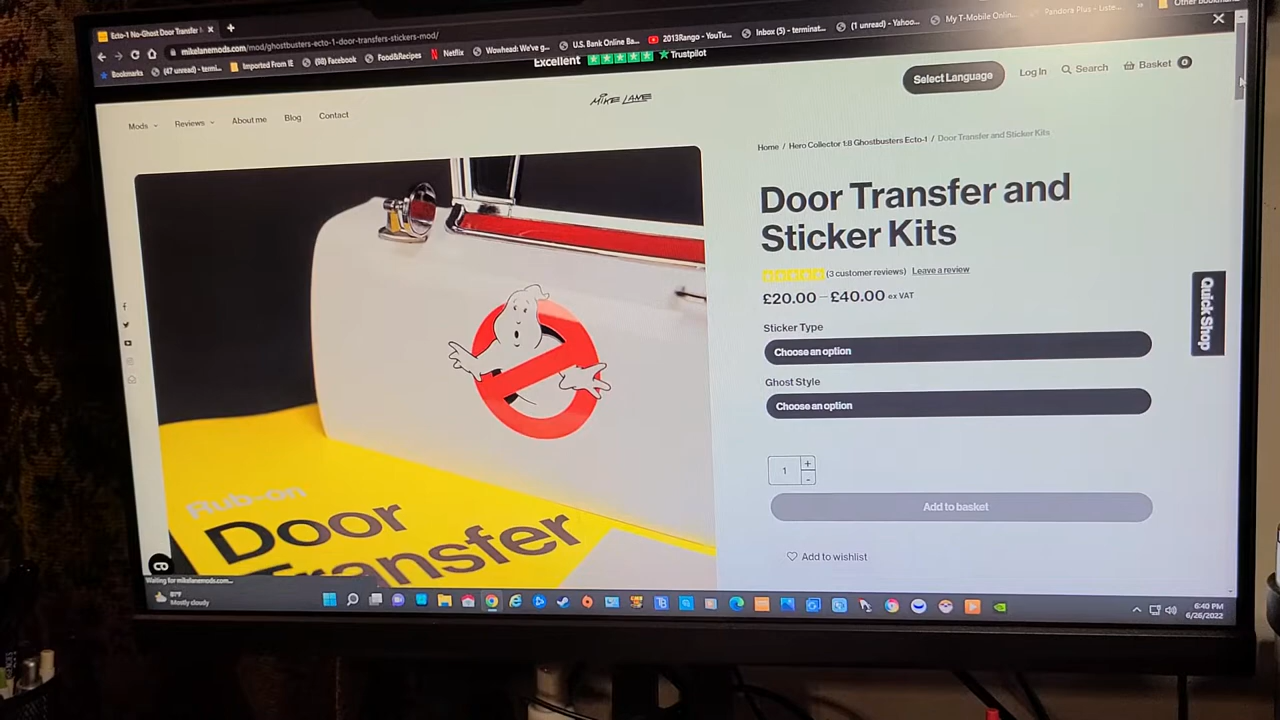 Ecto-1 No-Ghost Door Transfer
mikelanemods.com/mod/ghostbusters-ecto-1-door-transfers-stickers-mod/
Other bookmarks
Bookmarks
(47 unread) - termi...
Imported From IE
(98) Facebook
Food&Recipes
Netflix
Wowhead: We've g...
U.S. Bank Online Ba...
2013Rango - YouTu...
Inbox (5) - terminat...
(1 unread) - Yahoo...
My T-Mobile Onlin...
Pandora Plus - Liste...
Excellent
Trustpilot
Mods
Reviews
About me
Blog
Contact
MIKE LANE
Select Language
Log In
Search
Basket 0
Home / Hero Collector 1:8 Ghostbusters Ecto-1 / Door Transfer and Sticker Kits
Door Transfer and
Sticker Kits
(3 customer reviews) Leave a review
£20.00 – £40.00 ex VAT
Sticker Type
Choose an option
Ghost Style
Choose an option
1
+
-
Add to basket
Add to wishlist
Quick Shop
Rub-on
Door
Transfer
Waiting for mikelanemods.com...
81°F
Mostly cloudy
6:40 PM
6/26/2022